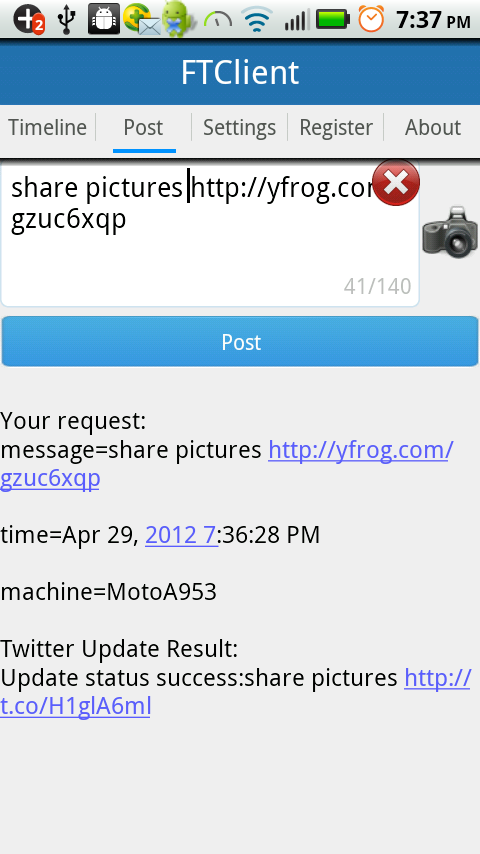 2
7:37 PM
FTClient
Timeline Post Settings Register About
share pictures http://yfrog.com
gzuc6xqp
41/140
Post
Your request:
message=share pictures http://yfrog.com/
gzuc6xqp
time=Apr 29, 2012 7:36:28 PM
machine=MotoA953
Twitter Update Result:
Update status success:share pictures http://
t.co/H1glA6ml